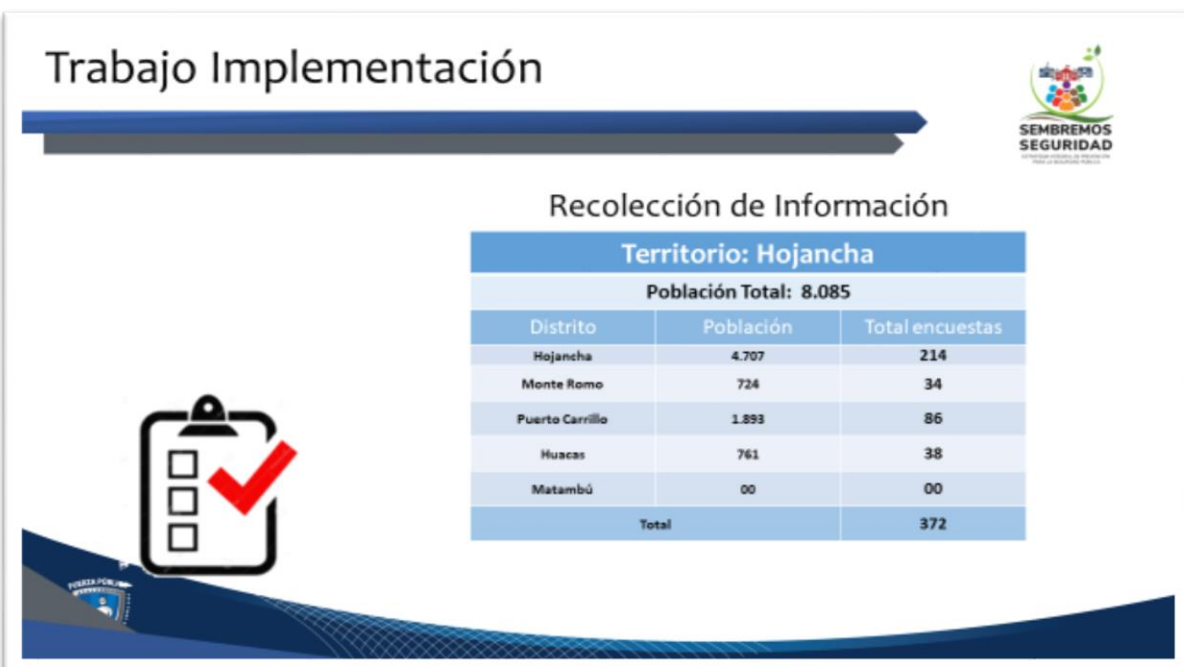 Trabajo Implementación
SEMBREMOS
SEGURIDAD
Recolección de Información
Territorio: Hojancha
Población Total: 8.085
Distrito Población Total encuestas
Hojancha 4.707 214
Monte Romo 724 34
Puerto Carrillo 1.893 86
Huacas 761 38
Matambú 00 00
Total 372
FUERZA PÚBLICA